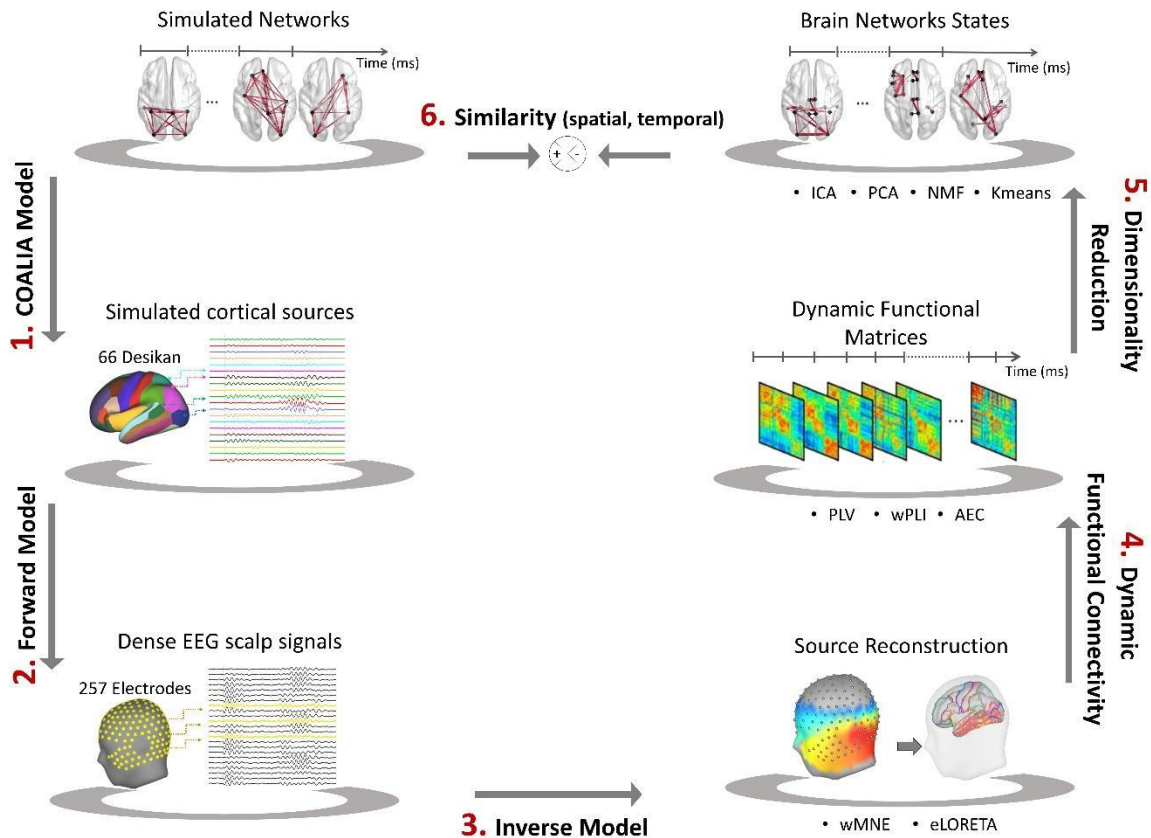 Simulated Networks
Time (ms)
...
Brain Networks States
Time (ms)
...
6. Similarity (spatial, temporal)
+ -
• ICA • PCA • NMF • Kmeans
1. COALIA Model
Simulated cortical sources
66 Desikan
5. Dimensionality
Reduction
Dynamic Functional
Matrices
Time (ms)
...
• PLV • wPLI • AEC
2. Forward Model
Dense EEG scalp signals
257 Electrodes
4. Dynamic
Functional Connectivity
Source Reconstruction
3. Inverse Model
• wMNE • eLORETA